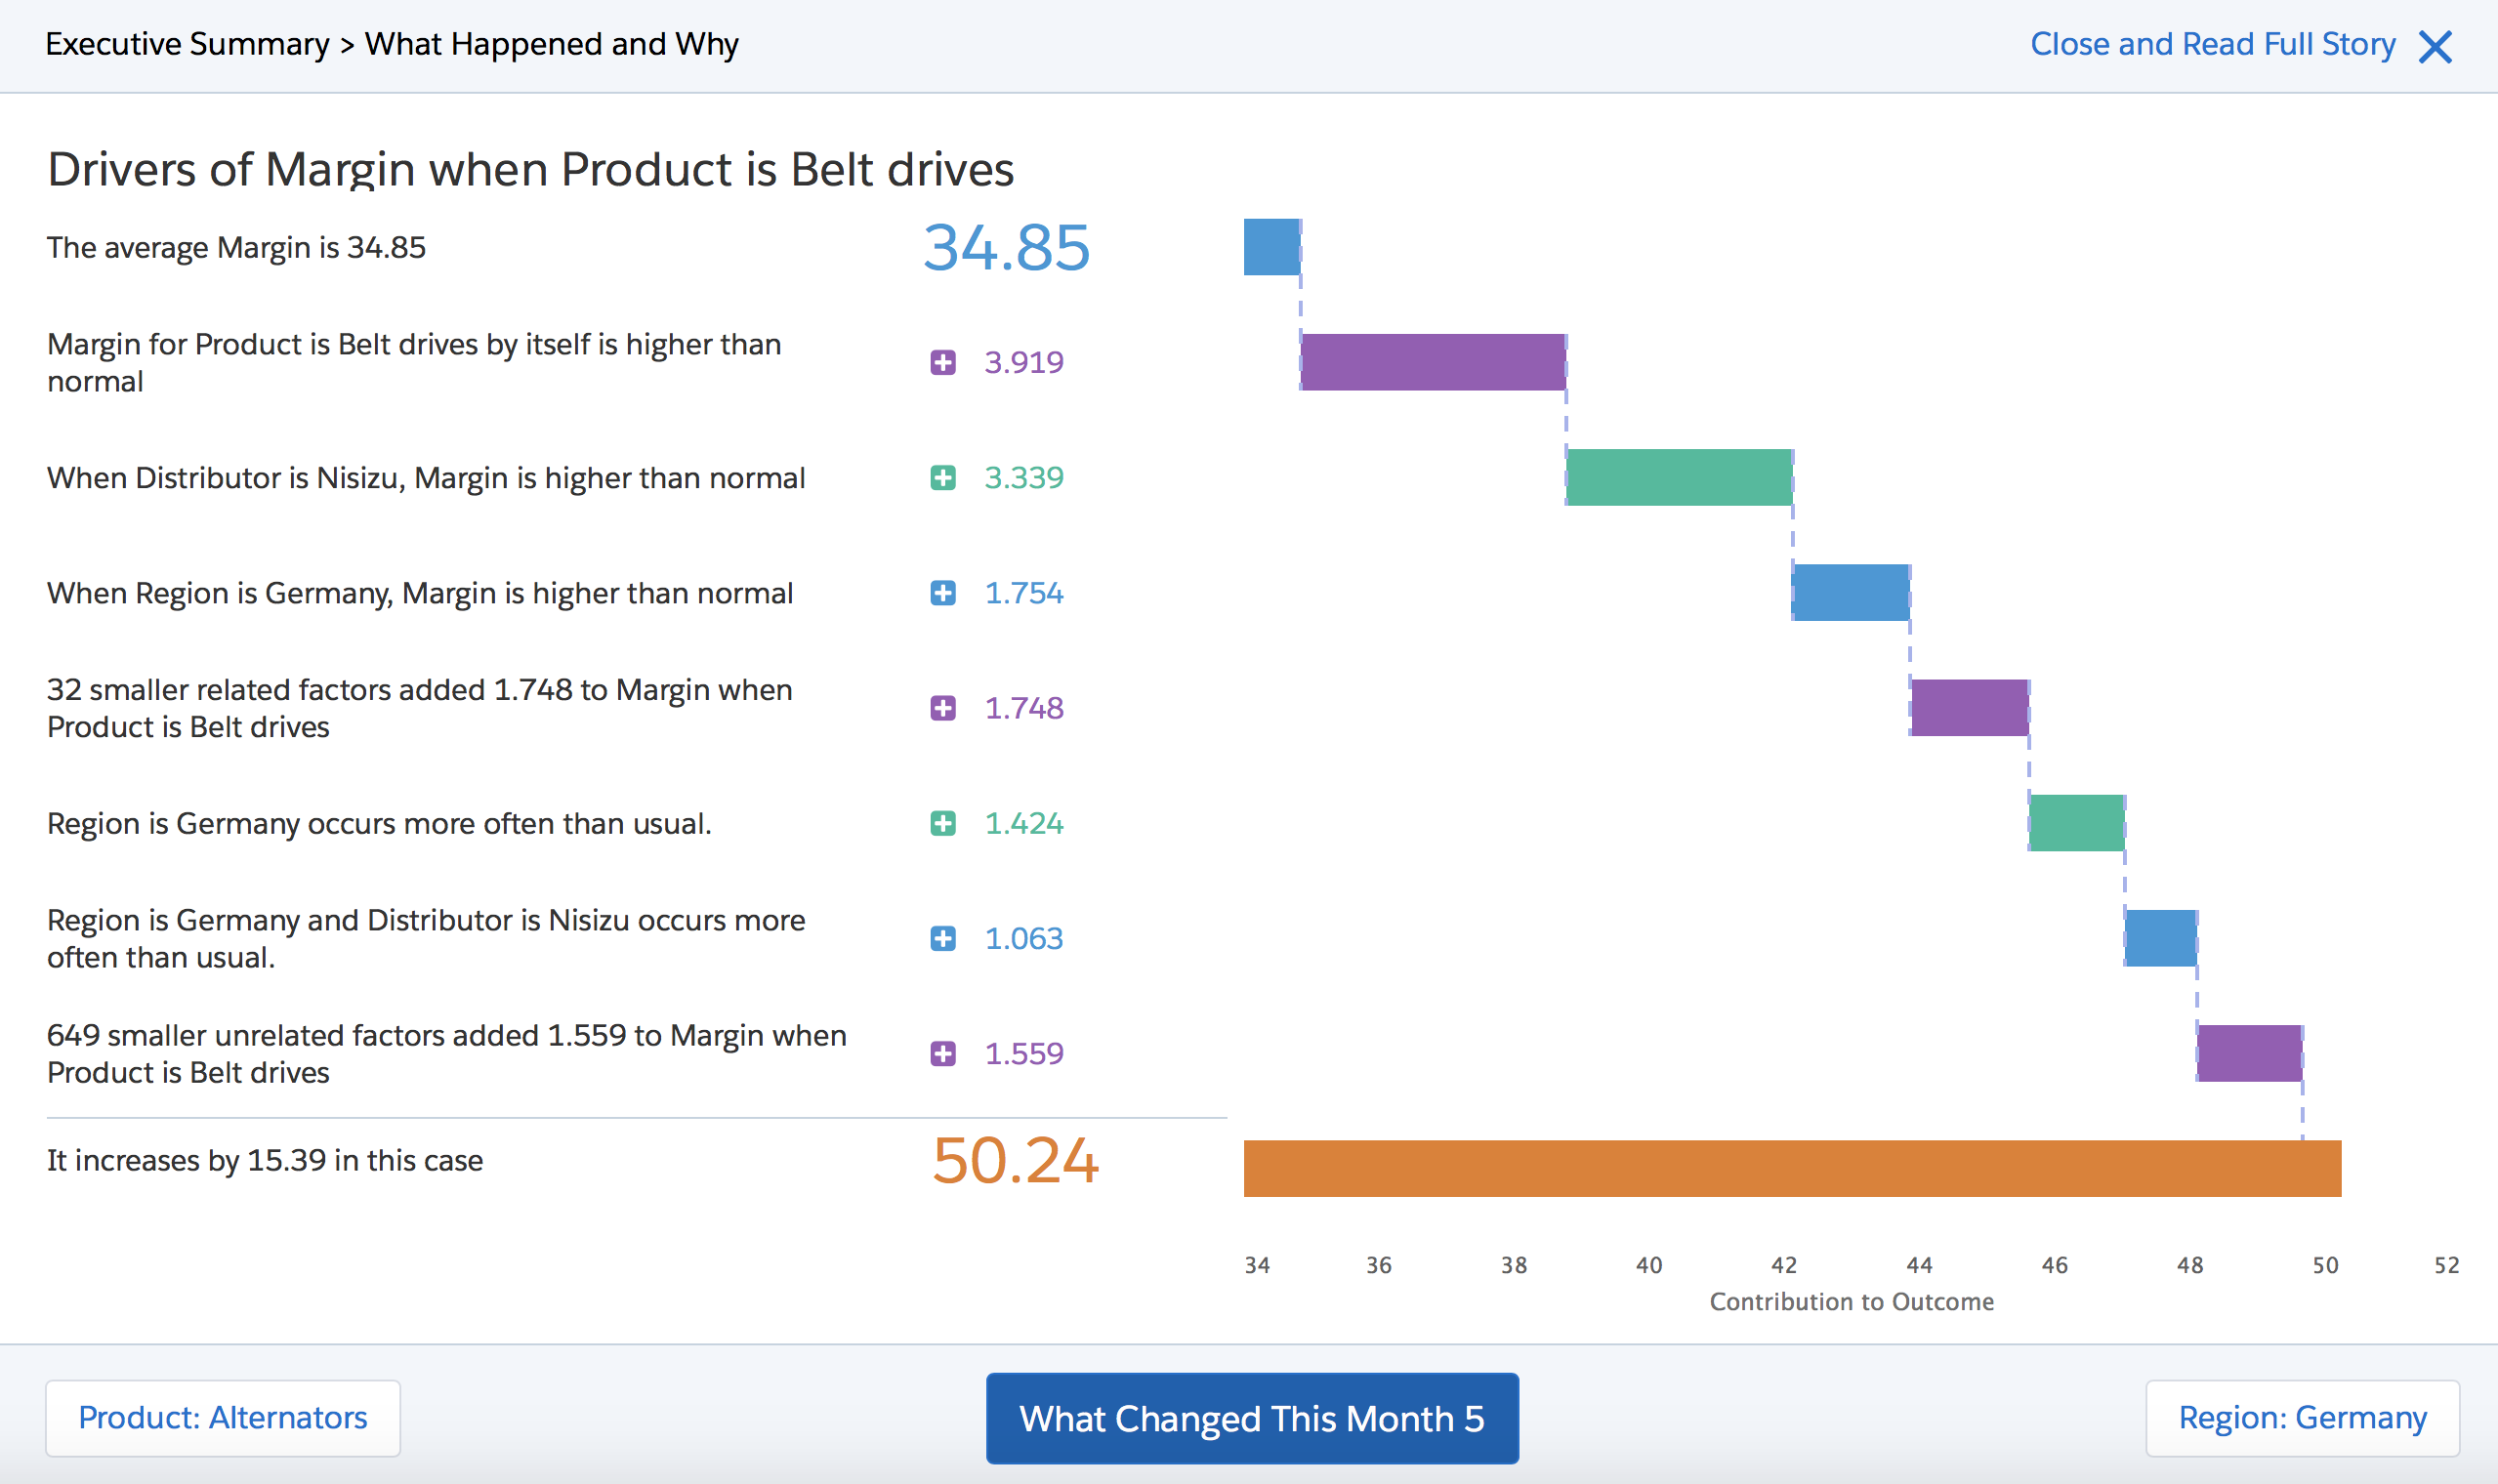 Executive Summary > What Happened and Why
Close and Read Full Story
Drivers of Margin when Product is Belt drives
The average Margin is 34.85
34.85
Margin for Product is Belt drives by itself is higher than
normal
3.919
When Distributor is Nisizu, Margin is higher than normal
3.339
When Region is Germany, Margin is higher than normal
1.754
32 smaller related factors added 1.748 to Margin when
Product is Belt drives
1.748
Region is Germany occurs more often than usual.
1.424
Region is Germany and Distributor is Nisizu occurs more
often than usual.
1.063
649 smaller unrelated factors added 1.559 to Margin when
Product is Belt drives
1.559
It increases by 15.39 in this case
50.24
34 36 38 40 42 44 46 48 50 52
Contribution to Outcome
Product: Alternators
What Changed This Month 5
Region: Germany